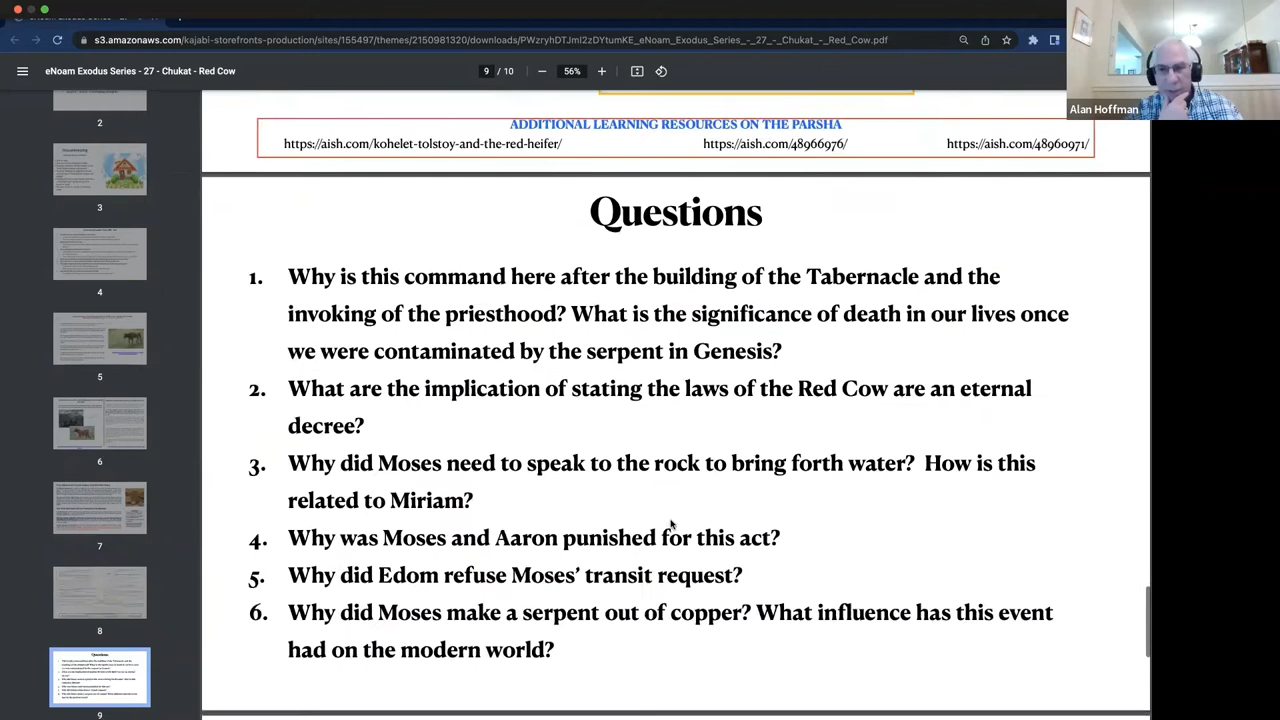 s3.amazonaws.com/kajabi-storefronts-production/sites/155497/themes/2150981320/downloads/PWzryhDTJmI2zDYtumKE_eNoam_Exodus_Series_-_27_-_Chukat_-_Red_Cow.pdf
eNoam Exodus Series - 27 - Chukat - Red Cow
9 / 10
56%
Alan Hoffman
ADDITIONAL LEARNING RESOURCES ON THE PARSHA
https://aish.com/kohelet-tolstoy-and-the-red-heifer/
https://aish.com/48966976/
https://aish.com/48960971/
Questions
1. Why is this command here after the building of the Tabernacle and the
invoking of the priesthood? What is the significance of death in our lives once
we were contaminated by the serpent in Genesis?
2. What are the implication of stating the laws of the Red Cow are an eternal
decree?
3. Why did Moses need to speak to the rock to bring forth water? How is this
related to Miriam?
4. Why was Moses and Aaron punished for this act?
5. Why did Edom refuse Moses’ transit request?
6. Why did Moses make a serpent out of copper? What influence has this event
had on the modern world?
2
3
4
5
6
7
8
Questions
9